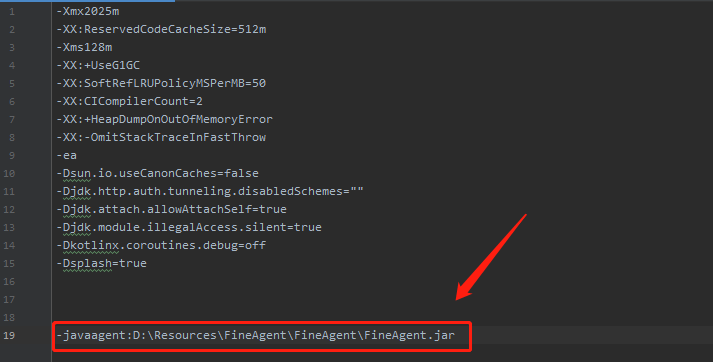 1 -Xmx2025m
2 -XX:ReservedCodeCacheSize=512m
3 -Xms128m
4 -XX:+UseG1GC
5 -XX:SoftRefLRUPolicyMSPerMB=50
6 -XX:CICompilerCount=2
7 -XX:+HeapDumpOnOutOfMemoryError
8 -XX:-OmitStackTraceInFastThrow
9 -ea
10 -Dsun.io.useCanonCaches=false
11 -Djdk.http.auth.tunneling.disabledSchemes=""
12 -Djdk.attach.allowAttachSelf=true
13 -Djdk.module.illegalAccess.silent=true
14 -Dkotlinx.coroutines.debug=off
15 -Dsplash=true
16
17
18
19 -javaagent:D:\Resources\FineAgent\FineAgent\FineAgent.jar